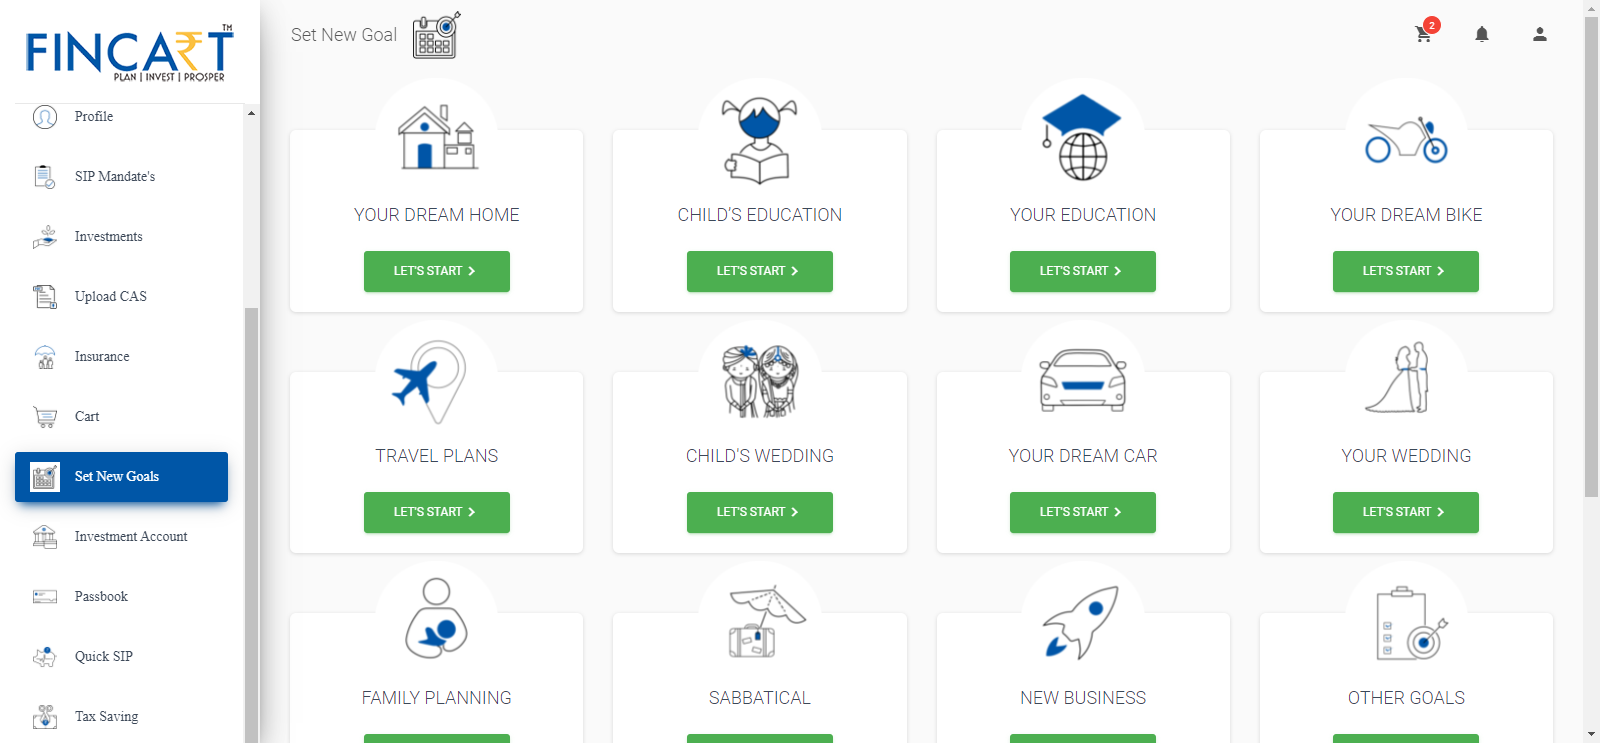 FINCART™
PLAN | INVEST | PROSPER
Profile
SIP Mandate's
Investments
Upload CAS
Insurance
Cart
Set New Goals
Investment Account
Passbook
Quick SIP
Tax Saving
Set New Goal
2
YOUR DREAM HOME
LET'S START
CHILD'S EDUCATION
LET'S START
YOUR EDUCATION
LET'S START
YOUR DREAM BIKE
LET'S START
TRAVEL PLANS
LET'S START
CHILD'S WEDDING
LET'S START
YOUR DREAM CAR
LET'S START
YOUR WEDDING
LET'S START
FAMILY PLANNING
SABBATICAL
NEW BUSINESS
OTHER GOALS